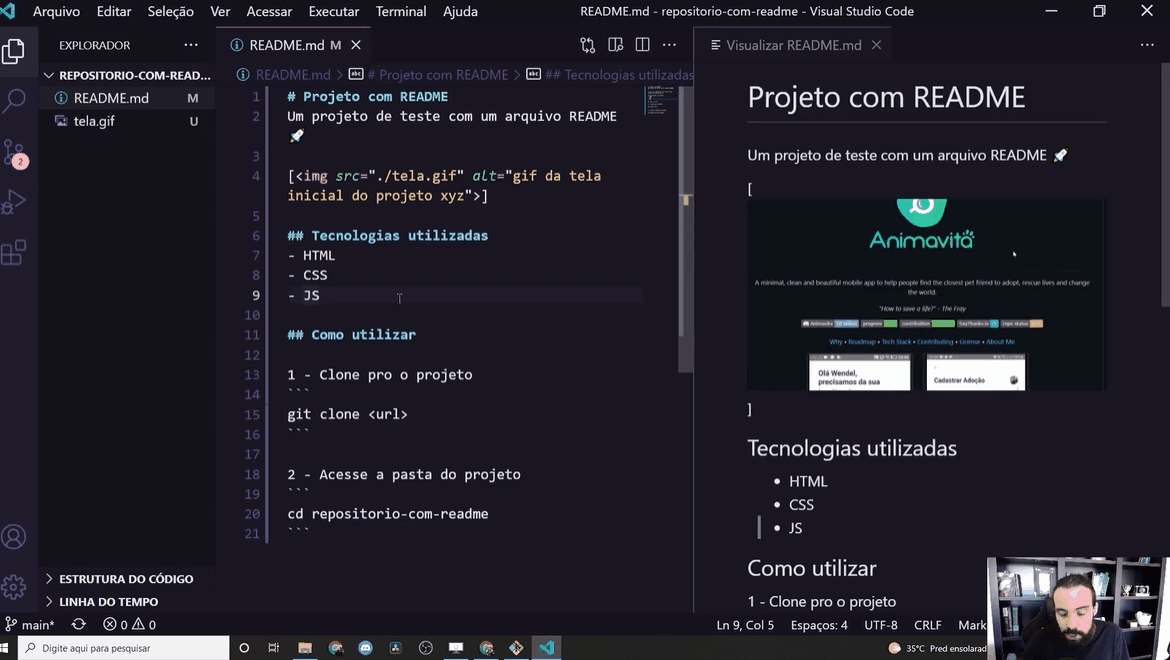 Arquivo Editar Seleção Ver Acessar Executar Terminal Ajuda README.md - repositorio-com-readme - Visual Studio Code
EXPLORADOR ···
REPOSITORIO-COM-READ...
README.md M
tela.gif U
2
ESTRUTURA DO CÓDIGO
LINHA DO TEMPO
README.md M
README.md > # Projeto com README > ## Tecnologias utilizadas
1 # Projeto com README
2 Um projeto de teste com um arquivo README
🚀
3
4 [<img src="./tela.gif" alt="gif da tela
inicial do projeto xyz">]
5
6 ## Tecnologias utilizadas
7 - HTML
8 - CSS
9 - JS
10
11 ## Como utilizar
12
13 1 - Clone pro o projeto
14 ```
15 git clone <url>
16 ```
17
18 2 - Acesse a pasta do projeto
19 ```
20 cd repositorio-com-readme
21 ```
Visualizar README.md
Projeto com README
Um projeto de teste com um arquivo README 🚀
[
Animavita
A minimal, clean and beautiful mobile app to help people find the closest pet friend to adopt, rescue lives and change
the world.
"How to save a life?" - The Fray
Why • Roadmap • Tech Stack • Contributing • License • About Me
Olá Wendel,
precisamos da sua
Cadastrar Adoção
]
Tecnologias utilizadas
• HTML
• CSS
• JS
Como utilizar
1 - Clone pro o projeto
main* 0 0 Ln 9, Col 5 Espaços: 4 UTF-8 CRLF Mark
Digite aqui para pesquisar
35°C Pred ensolarad